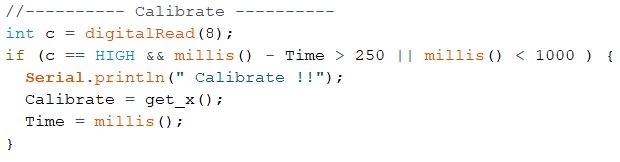 //---------- Calibrate ----------
int c = digitalRead(8);
if (c == HIGH && millis() - Time > 250 || millis() < 1000 ) {
  Serial.println(" Calibrate !!");
  Calibrate = get_x();
  Time = millis();
}